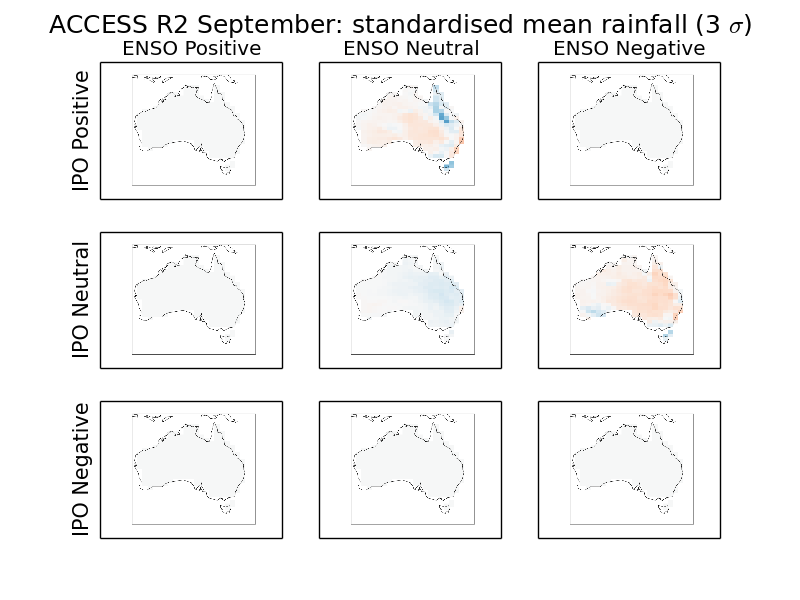 ACCESS R2 September: standardised mean rainfall (3 σ)
ENSO Positive ENSO Neutral ENSO Negative
IPO Positive
IPO Neutral
IPO Negative